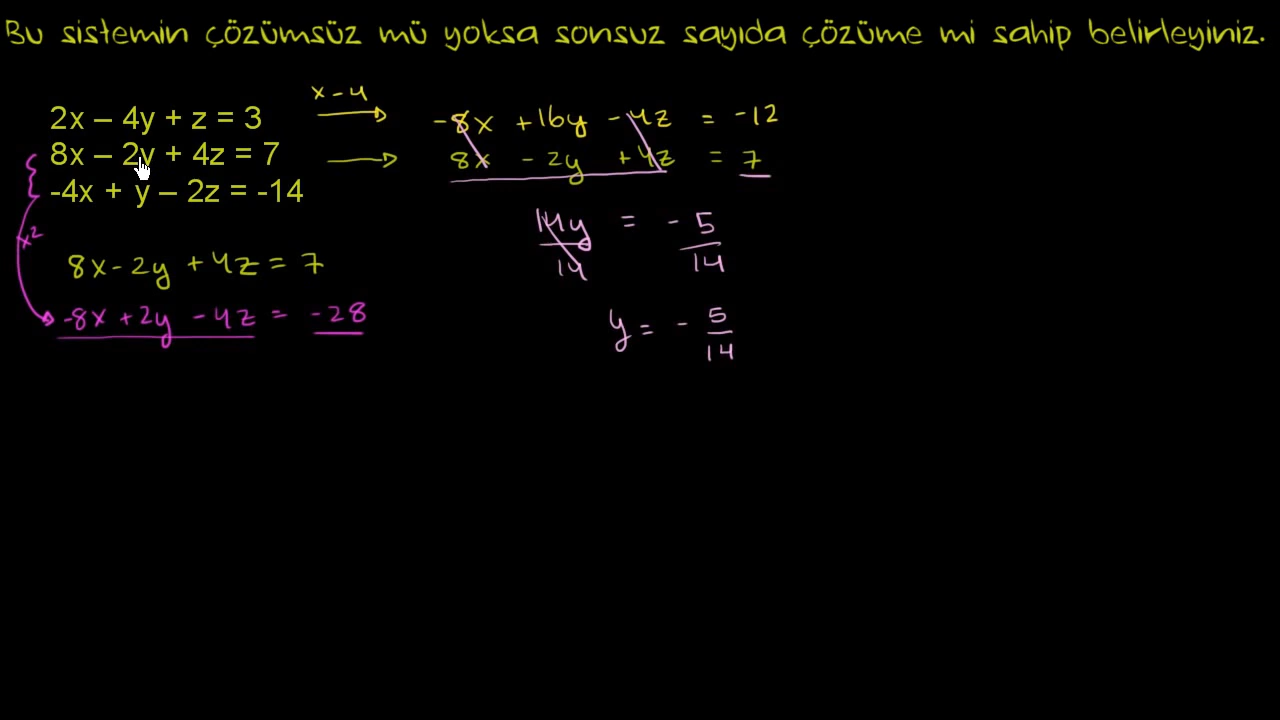 Bu sistemin çözümsüz mü yoksa sonsuz sayıda çözüme mi sahip belirleyiniz.
2x – 4y + z = 3
8x – 2y + 4z = 7
-4x + y – 2z = -14
x2
8x - 2y + 4z = 7
-8x + 2y - 4z = -28
x - 4
-8x + 16y - 4z = -12
8x - 2y + 4z = 7
14y/14 = - 5/14
y = - 5/14